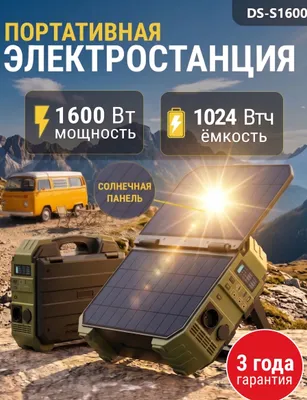 DS-S1600
ПОРТАТИВНАЯ
ЭЛЕКТРОСТАНЦИЯ
1600 Вт
мощность
1024 Втч
ёмкость
СОЛНЕЧНАЯ
ПАНЕЛЬ
3 года
гарантия